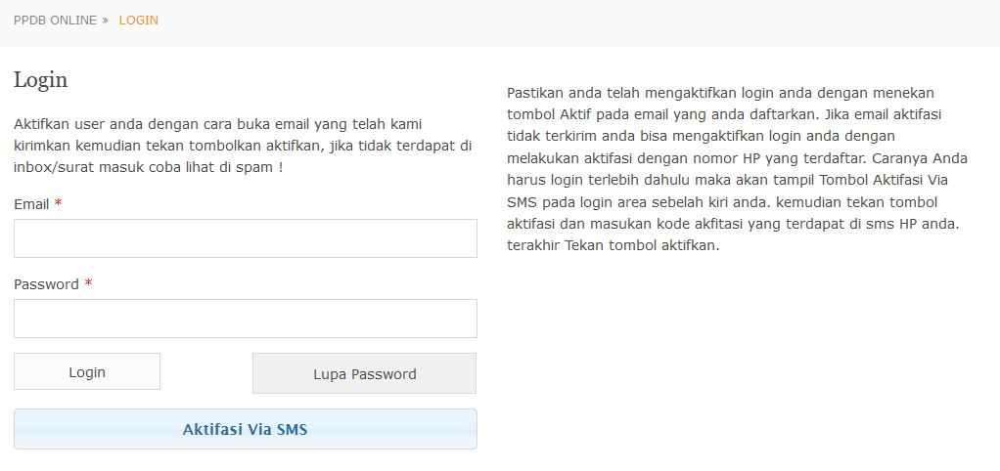 PPDB ONLINE » LOGIN
Login
Aktifkan user anda dengan cara buka email yang telah kami
kirimkan kemudian tekan tombolkan aktifkan, jika tidak terdapat di
inbox/surat masuk coba lihat di spam !
Email *
Password *
Login
Lupa Password
Aktifasi Via SMS
Pastikan anda telah mengaktifkan login anda dengan menekan
tombol Aktif pada email yang anda daftarkan. Jika email aktifasi
tidak terkirim anda bisa mengaktifkan login anda dengan
melakukan aktifasi dengan nomor HP yang terdaftar. Caranya Anda
harus login terlebih dahulu maka akan tampil Tombol Aktifasi Via
SMS pada login area sebelah kiri anda. kemudian tekan tombol
aktifasi dan masukan kode akfitasi yang terdapat di sms HP anda.
terakhir Tekan tombol aktifkan.